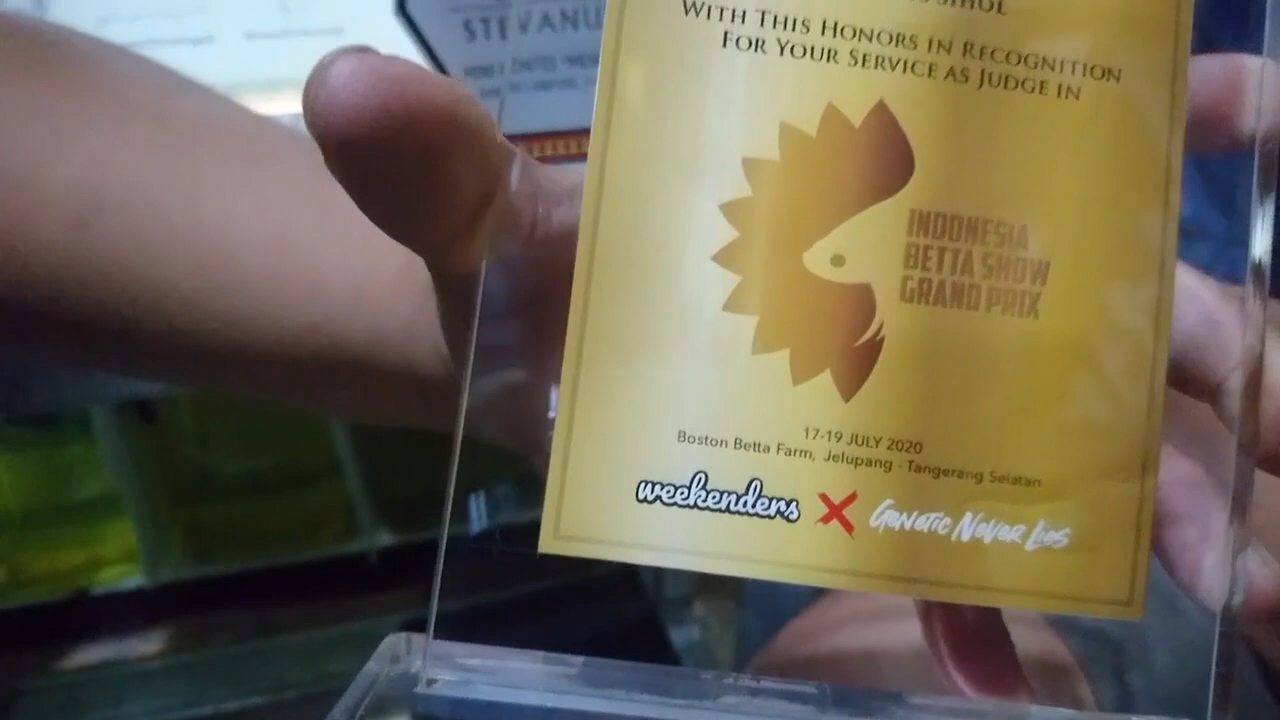 STEVANU
WITH THIS HONORS IN RECOGNITION
FOR YOUR SERVICE AS JUDGE IN
INDONESIA
BETTA SHOW
GRAND PRIX
17-19 JULY 2020
Boston Betta Farm, Jelupang - Tangerang Selatan
weekenders X GENETIC NEVER LIES